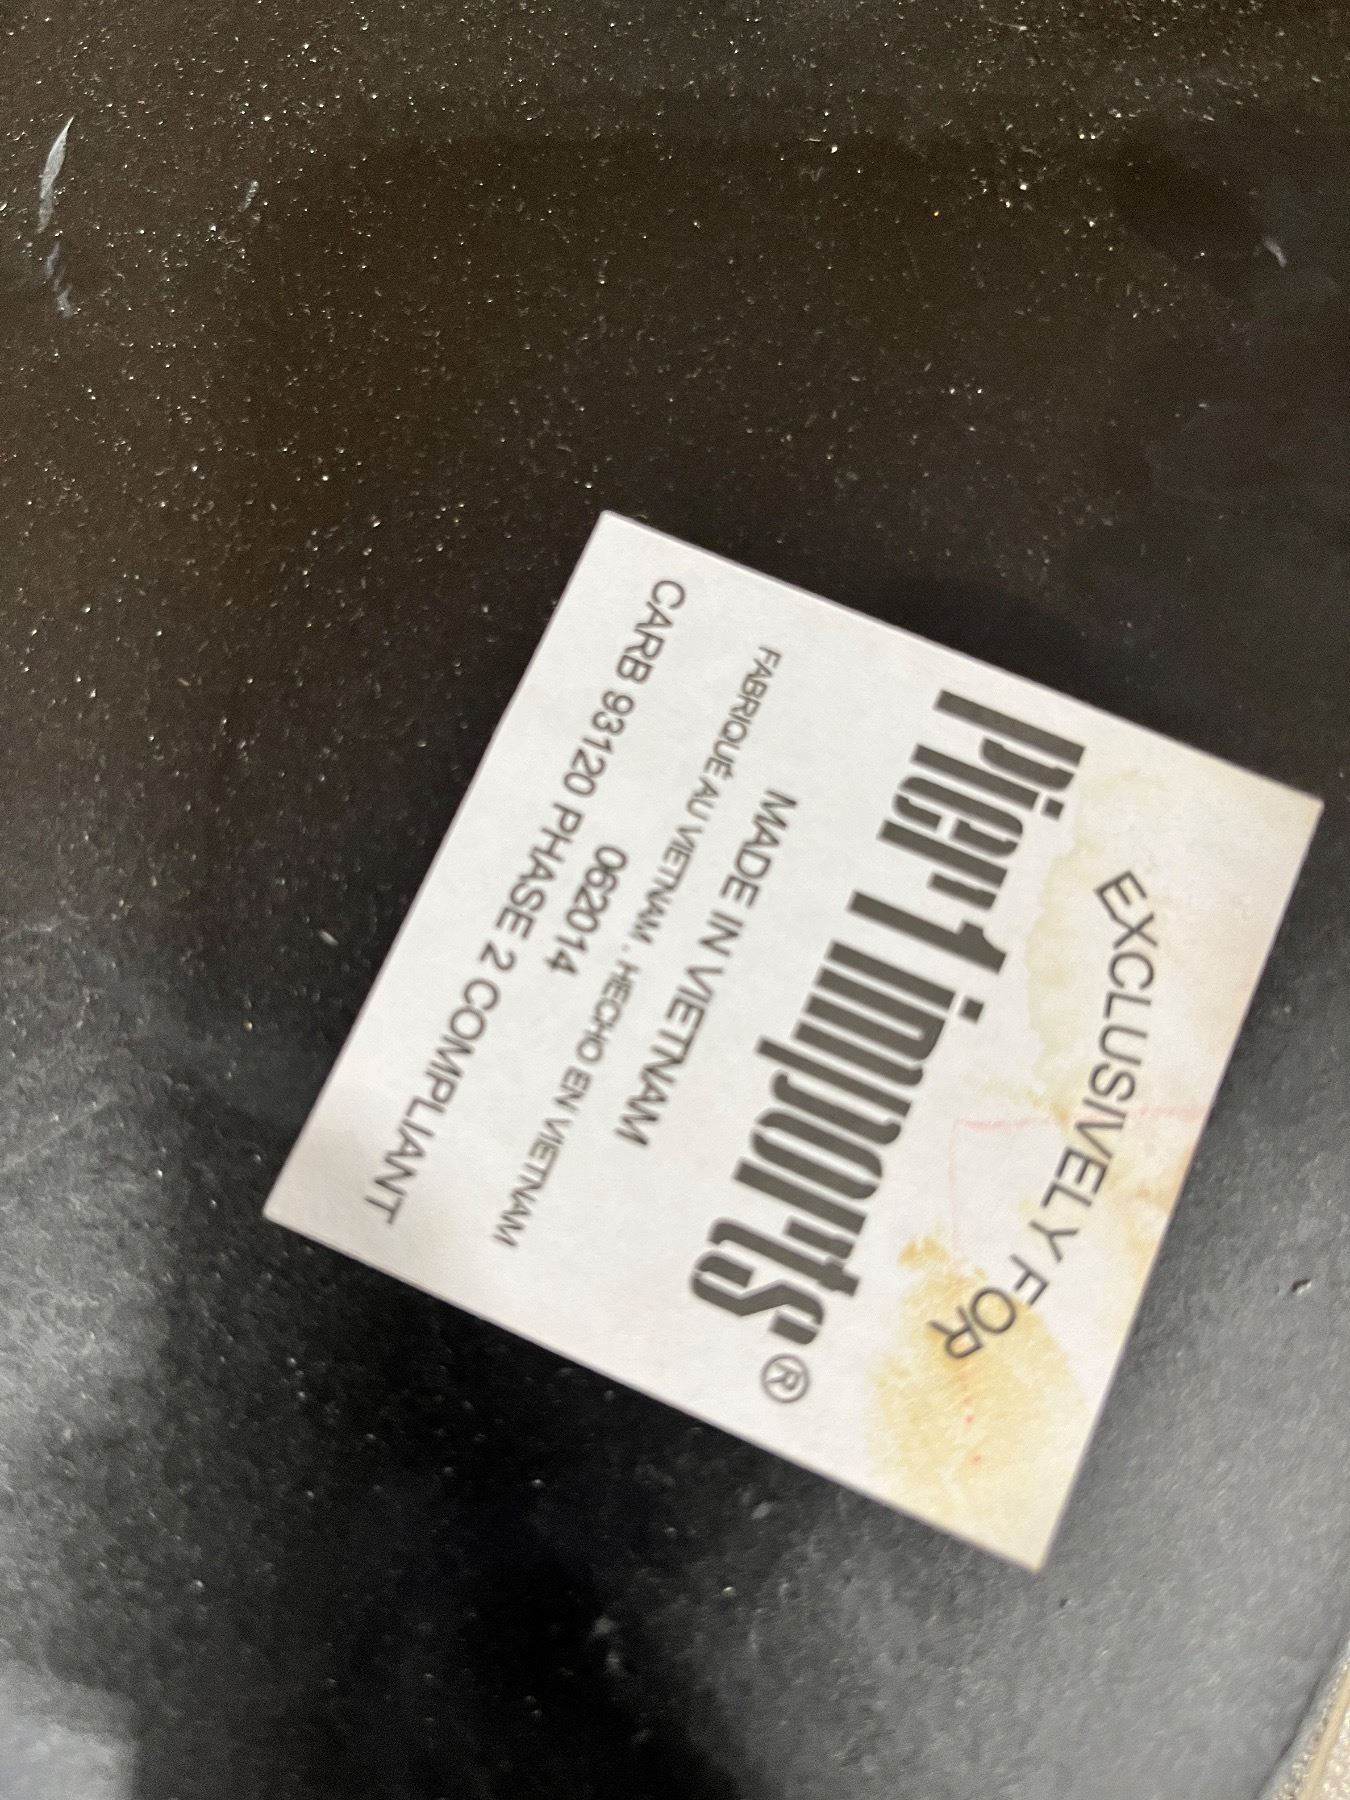 EXCLUSIVELY FOR
Pier 1 imports®
MADE IN VIETNAM
FABRIQUÉ AU VIETNAM . HECHO EN VIETNAM
062014
CARB 93120 PHASE 2 COMPLIANT